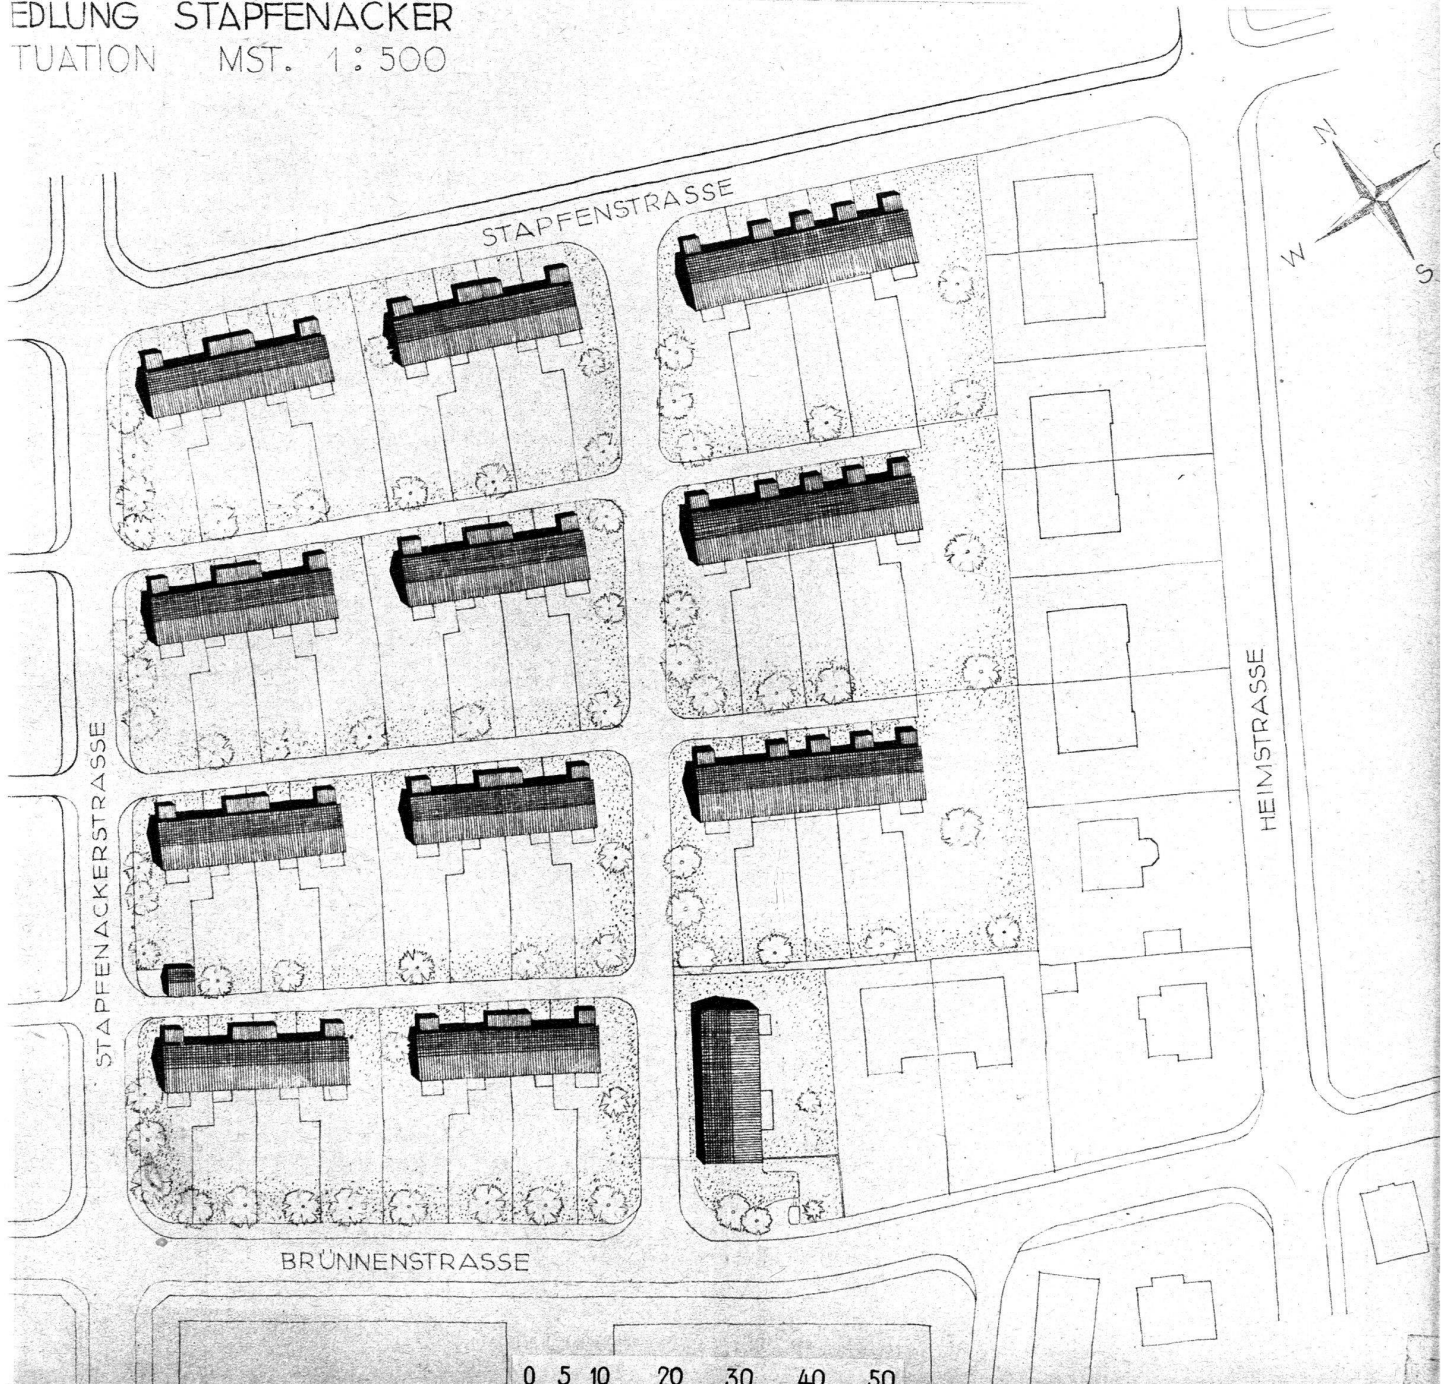 EDLUNG STAPFENACKER
TUATION MST. 1:500
STAPFENSTRASSE
N
W
S
STAPFENACKERSTRASSE
HEIMSTRASSE
BRÜNNENSTRASSE
0 5 10 20 30 40 50